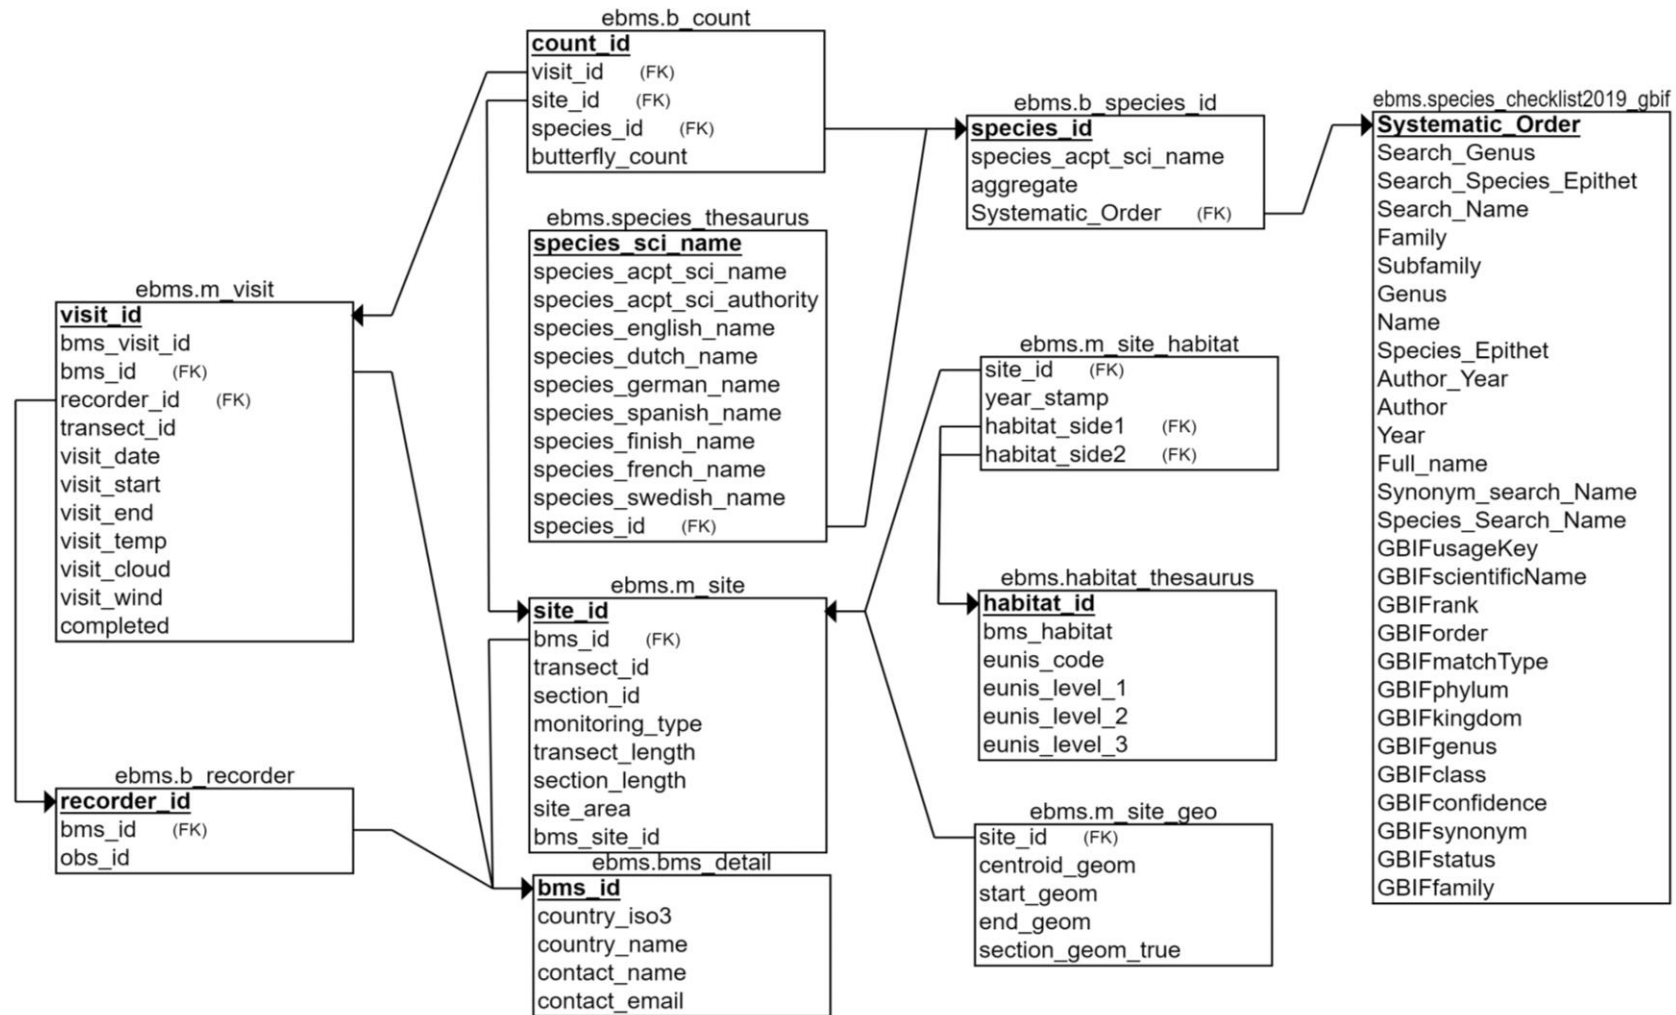 ebms.b_count
count_id
visit_id (FK)
site_id (FK)
species_id (FK)
butterfly_count
ebms.species_thesaurus
species_sci_name
species_acpt_sci_name
species_acpt_sci_authority
species_english_name
species_dutch_name
species_german_name
species_spanish_name
species_finish_name
species_french_name
species_swedish_name
species_id (FK)
ebms.m_visit
visit_id
bms_visit_id
bms_id (FK)
recorder_id (FK)
transect_id
visit_date
visit_start
visit_end
visit_temp
visit_cloud
visit_wind
completed
ebms.b_recorder
recorder_id
bms_id (FK)
obs_id
ebms.m_site
site_id
bms_id (FK)
transect_id
section_id
monitoring_type
transect_length
section_length
site_area
bms_site_id
ebms.bms_detail
bms_id
country_iso3
country_name
contact_name
contact_email
ebms.b_species_id
species_id
species_acpt_sci_name
aggregate
Systematic_Order (FK)
ebms.m_site_habitat
site_id (FK)
year_stamp
habitat_side1 (FK)
habitat_side2 (FK)
ebms.habitat_thesaurus
habitat_id
bms_habitat
eunis_code
eunis_level_1
eunis_level_2
eunis_level_3
ebms.m_site_geo
site_id (FK)
centroid_geom
start_geom
end_geom
section_geom_true
ebms.species_checklist2019_gbif
Systematic_Order
Search_Genus
Search_Species_Epithet
Search_Name
Family
Subfamily
Genus
Name
Species_Epithet
Author_Year
Author
Year
Full_name
Synonym_search_Name
Species_Search_Name
GBIFusageKey
GBIFscientificName
GBIFrank
GBIForder
GBIFmatchType
GBIFphylum
GBIFkingdom
GBIFgenus
GBIFclass
GBIFconfidence
GBIFsynonym
GBIFstatus
GBIFfamily